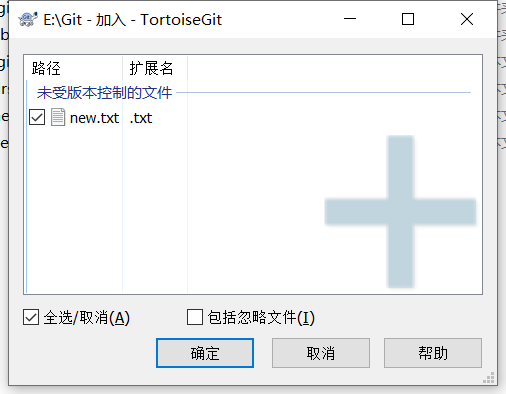 E:\Git - 加入 - TortoiseGit
路径 扩展名
未受版本控制的文件
new.txt .txt
全选/取消(A) 包括忽略文件(I)
确定 取消 帮助